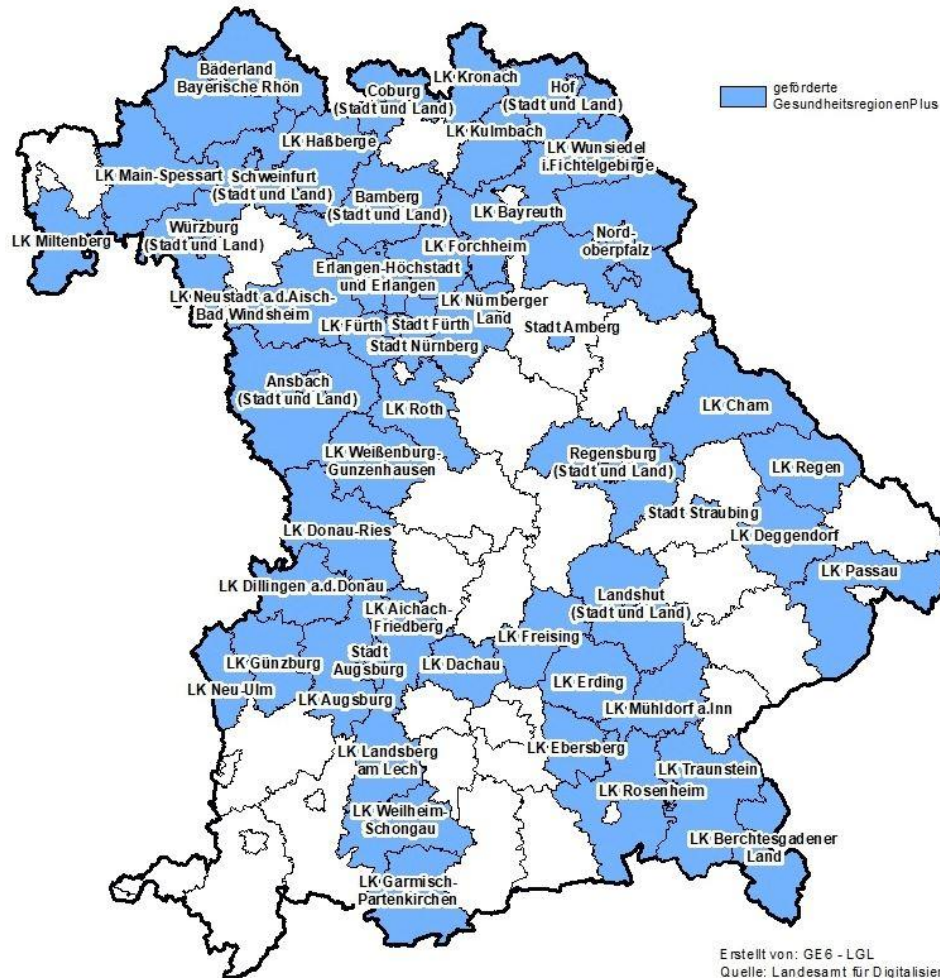 Bäderland
Bayerische Rhön
Coburg
(Stadt und Land)
LK Kronach
Hof
(Stadt und Land)
geförderte
GesundheitsregionenPlus
LK Haßberge
LK Kulmbach
LK Wunsiedel
i.Fichtelgebirge
LK Main-Spessart
Schweinfurt
(Stadt und Land)
Bamberg
(Stadt und Land)
LK Bayreuth
LK Miltenberg
Würzburg
(Stadt und Land)
LK Forchheim
Nord-
oberpfalz
Erlangen-Höchstadt
und Erlangen
LK Neustadt a.d.Aisch-
Bad Windsheim
LK Nürnberger
Land
LK Fürth
Stadt Fürth
Stadt Nürnberg
Stadt Amberg
Ansbach
(Stadt und Land)
LK Roth
LK Cham
LK Weißenburg-
Gunzenhausen
Regensburg
(Stadt und Land)
LK Regen
Stadt Straubing
LK Donau-Ries
LK Deggendorf
LK Dillingen a.d.Donau
LK Passau
LK Aichach-
Friedberg
Landshut
(Stadt und Land)
LK Freising
LK Günzburg
Stadt
Augsburg
LK Dachau
LK Neu-Ulm
LK Augsburg
LK Erding
LK Mühldorf a.Inn
LK Landsberg
am Lech
LK Ebersberg
LK Traunstein
LK Rosenheim
LK Weilheim-
Schongau
LK Berchtesgadener
Land
LK Garmisch-
Partenkirchen
Erstellt von: GE6 - LGL
Quelle: Landesamt für Digitalisier